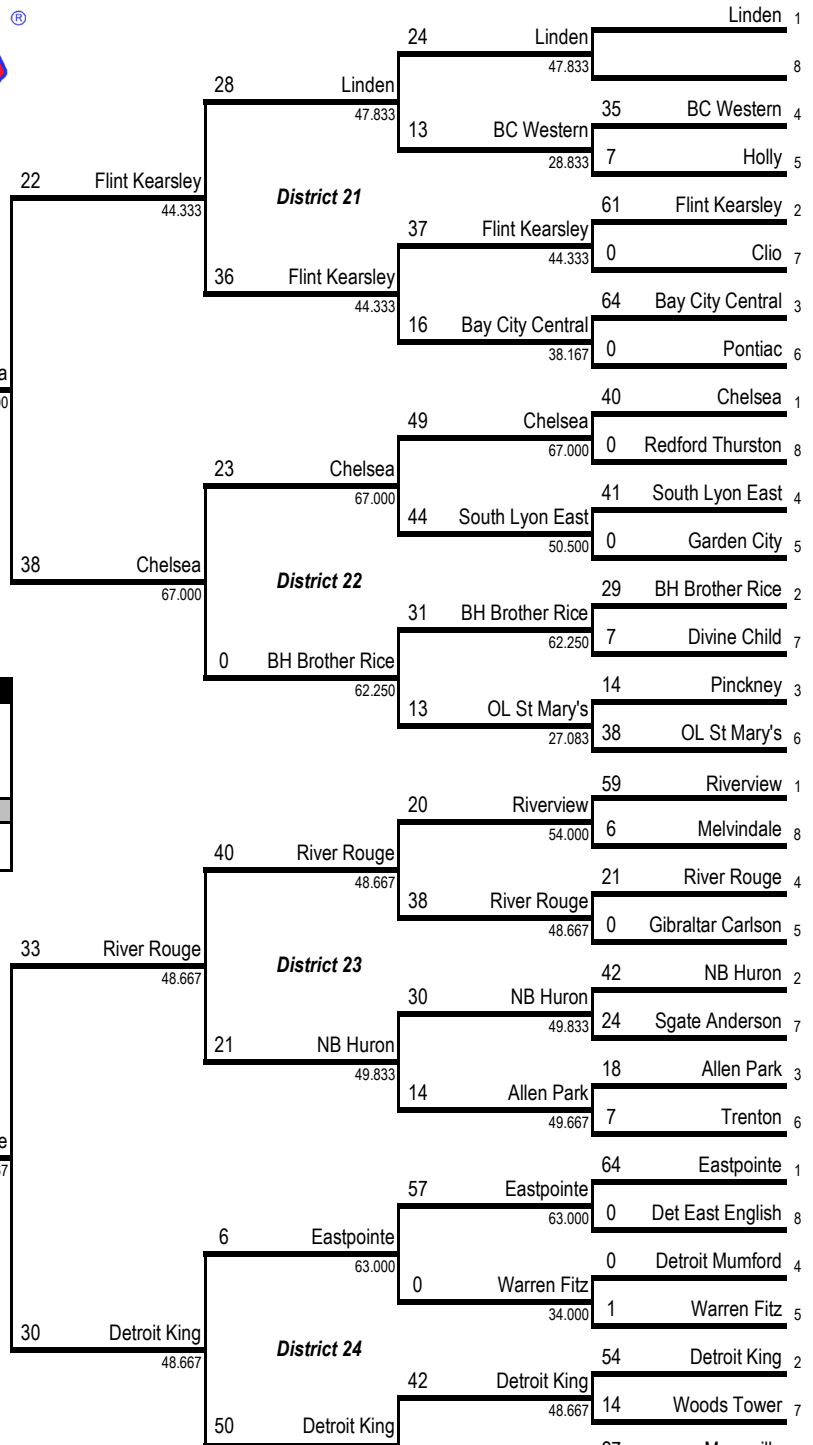 ®
Linden 1
24 Linden
47.833
8
28 Linden
47.833
35 BC Western 4
13 BC Western
28.833
7 Holly 5
22 Flint Kearsley
44.333
District 21
61 Flint Kearsley 2
37 Flint Kearsley
44.333
0 Clio 7
36 Flint Kearsley
44.333
64 Bay City Central 3
16 Bay City Central
38.167
0 Pontiac 6
a
40 Chelsea 1
49 Chelsea
67.000
0 Redford Thurston 8
23 Chelsea
67.000
41 South Lyon East 4
44 South Lyon East
50.500
0 Garden City 5
38 Chelsea
67.000
District 22
29 BH Brother Rice 2
31 BH Brother Rice
62.250
7 Divine Child 7
0 BH Brother Rice
62.250
14 Pinckney 3
13 OL St Mary's
27.083
38 OL St Mary's 6
59 Riverview 1
20 Riverview
54.000
6 Melvindale 8
40 River Rouge
48.667
21 River Rouge 4
38 River Rouge
48.667
0 Gibraltar Carlson 5
33 River Rouge
48.667
District 23
42 NB Huron 2
30 NB Huron
49.833
24 Sgate Anderson 7
21 NB Huron
49.833
18 Allen Park 3
14 Allen Park
49.667
7 Trenton 6
e
64 Eastpointe 1
57 Eastpointe
63.000
0 Det East English 8
6 Eastpointe
63.000
0 Detroit Mumford 4
0 Warren Fitz
34.000
1 Warren Fitz 5
30 Detroit King
48.667
District 24
54 Detroit King 2
42 Detroit King
48.667
14 Woods Tower 7
50 Detroit King